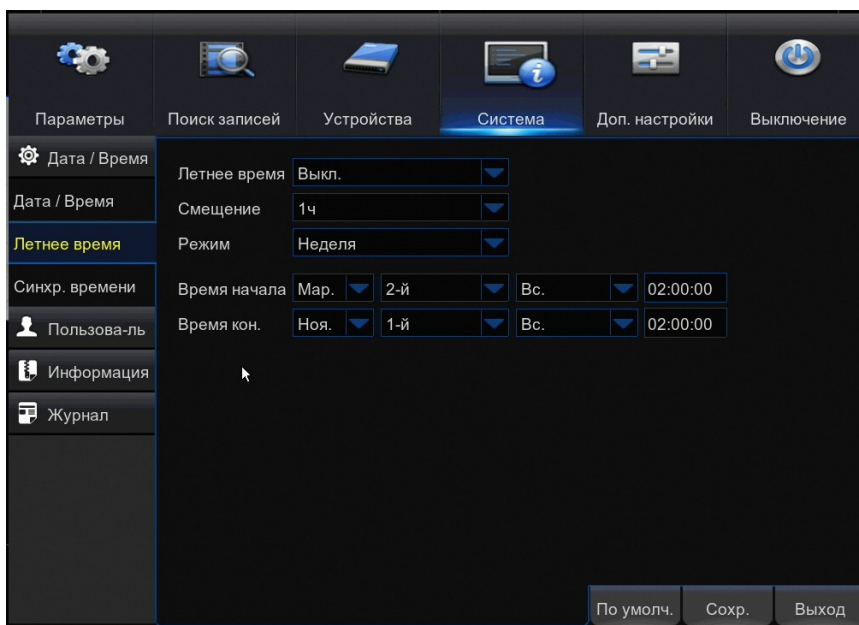 Параметры Поиск записей Устройства Система Доп. настройки Выключение
Дата / Время
Дата / Время
Летнее время
Синхр. времени
Пользова-ль
Информация
Журнал
Летнее время Выкл.
Смещение 1ч
Режим Неделя
Время начала Мар. 2-й Вс. 02:00:00
Время кон. Ноя. 1-й Вс. 02:00:00
По умолч. Сохр. Выход